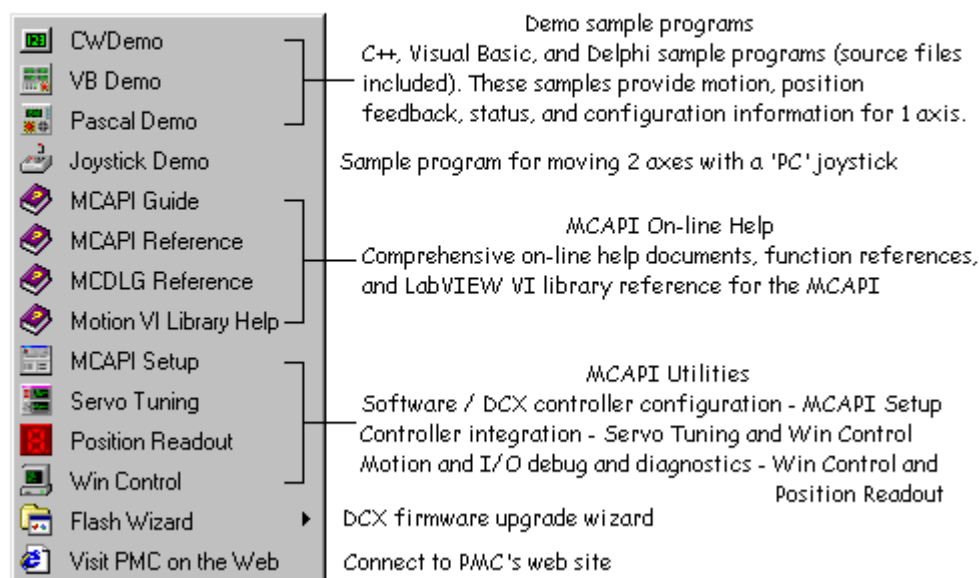 CWDemo
VB Demo
Pascal Demo
Joystick Demo
MCAPI Guide
MCAPI Reference
MCDLG Reference
Motion VI Library Help
MCAPI Setup
Servo Tuning
Position Readout
Win Control
Flash Wizard
Visit PMC on the Web
Demo sample programs
C++, Visual Basic, and Delphi sample programs (source files
included). These samples provide motion, position
feedback, status, and configuration information for 1 axis.
Sample program for moving 2 axes with a 'PC' joystick
MCAPI On-line Help
Comprehensive on-line help documents, function references,
and LabVIEW VI library reference for the MCAPI
MCAPI Utilities
Software / DCX controller configuration - MCAPI Setup
Controller integration - Servo Tuning and Win Control
Motion and I/O debug and diagnostics - Win Control and
Position Readout
DCX firmware upgrade wizard
Connect to PMC's web site